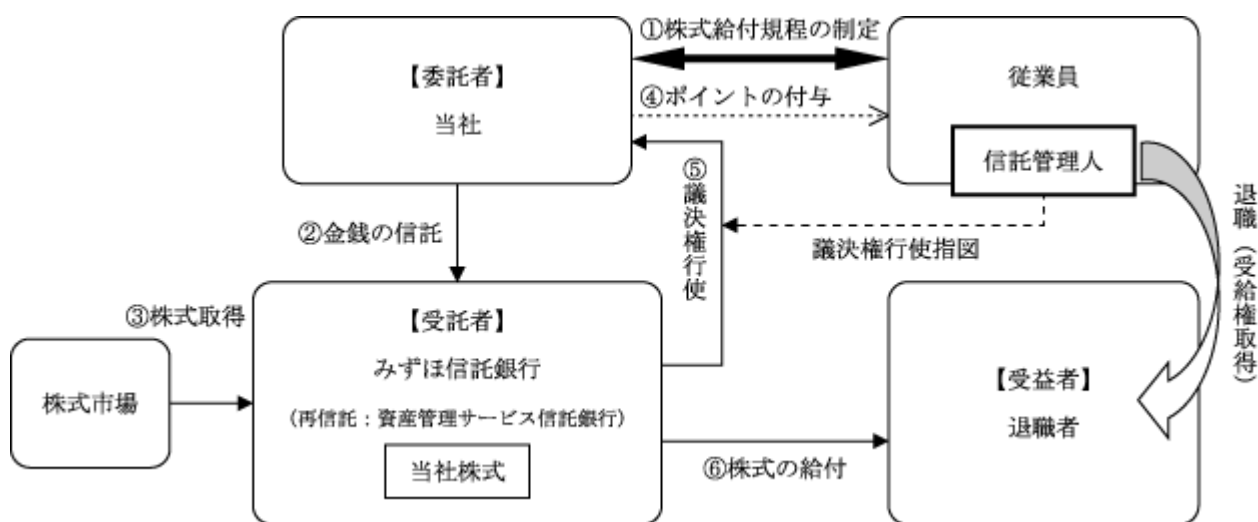 ①株式給付規程の制定
【委託者】
当社
従業員
④ポイントの付与
信託管理人
⑤議決権行使
退職（受給権取得）
②金銭の信託
議決権行使指図
③株式取得
【受託者】
みずほ信託銀行
（再信託：資産管理サービス信託銀行）
当社株式
株式市場
【受益者】
退職者
⑥株式の給付